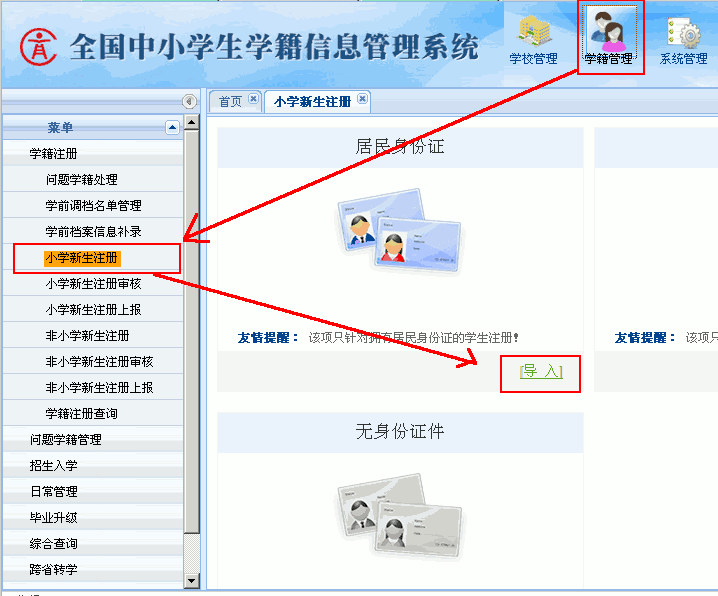 全国中小学生学籍信息管理系统
学校管理
学籍管理
系统管理
首页
小学新生注册
菜单
学籍注册
问题学籍处理
学前调档名单管理
学前档案信息补录
小学新生注册
小学新生注册审核
小学新生注册上报
非小学新生注册
非小学新生注册审核
非小学新生注册上报
学籍注册查询
问题学籍管理
招生入学
日常管理
毕业升级
综合查询
跨省转学
居民身份证
友情提醒： 该项只针对拥有居民身份证的学生注册!
[导 入]
友情提醒： 该项只
无身份证件